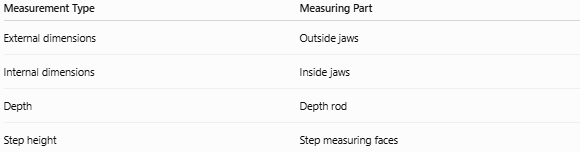 Measurement Type Measuring Part
External dimensions Outside jaws
Internal dimensions Inside jaws
Depth Depth rod
Step height Step measuring faces